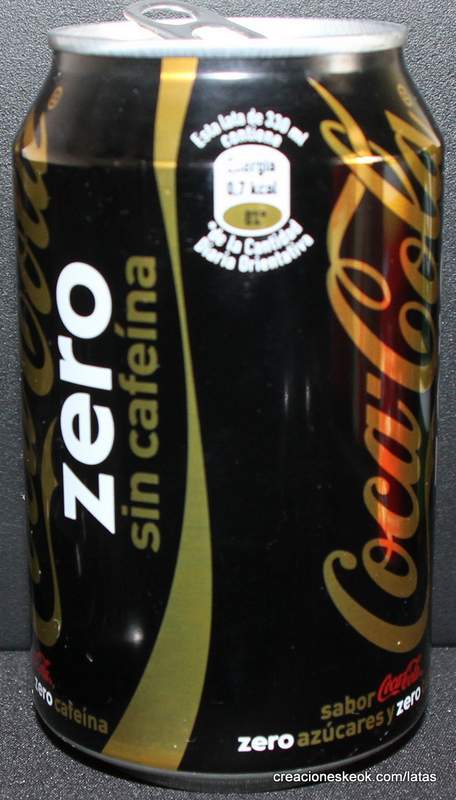 Esta lata de 330 ml
contiene
Energía
0.7 kcal
0%*
*de la Cantidad
Diaria Orientativa
zero
sin cafeína
Coca-Cola
Coca-Cola
zero cafeína
sabor Coca-Cola
zero azúcares y zero
creacioneskeok.com/latas